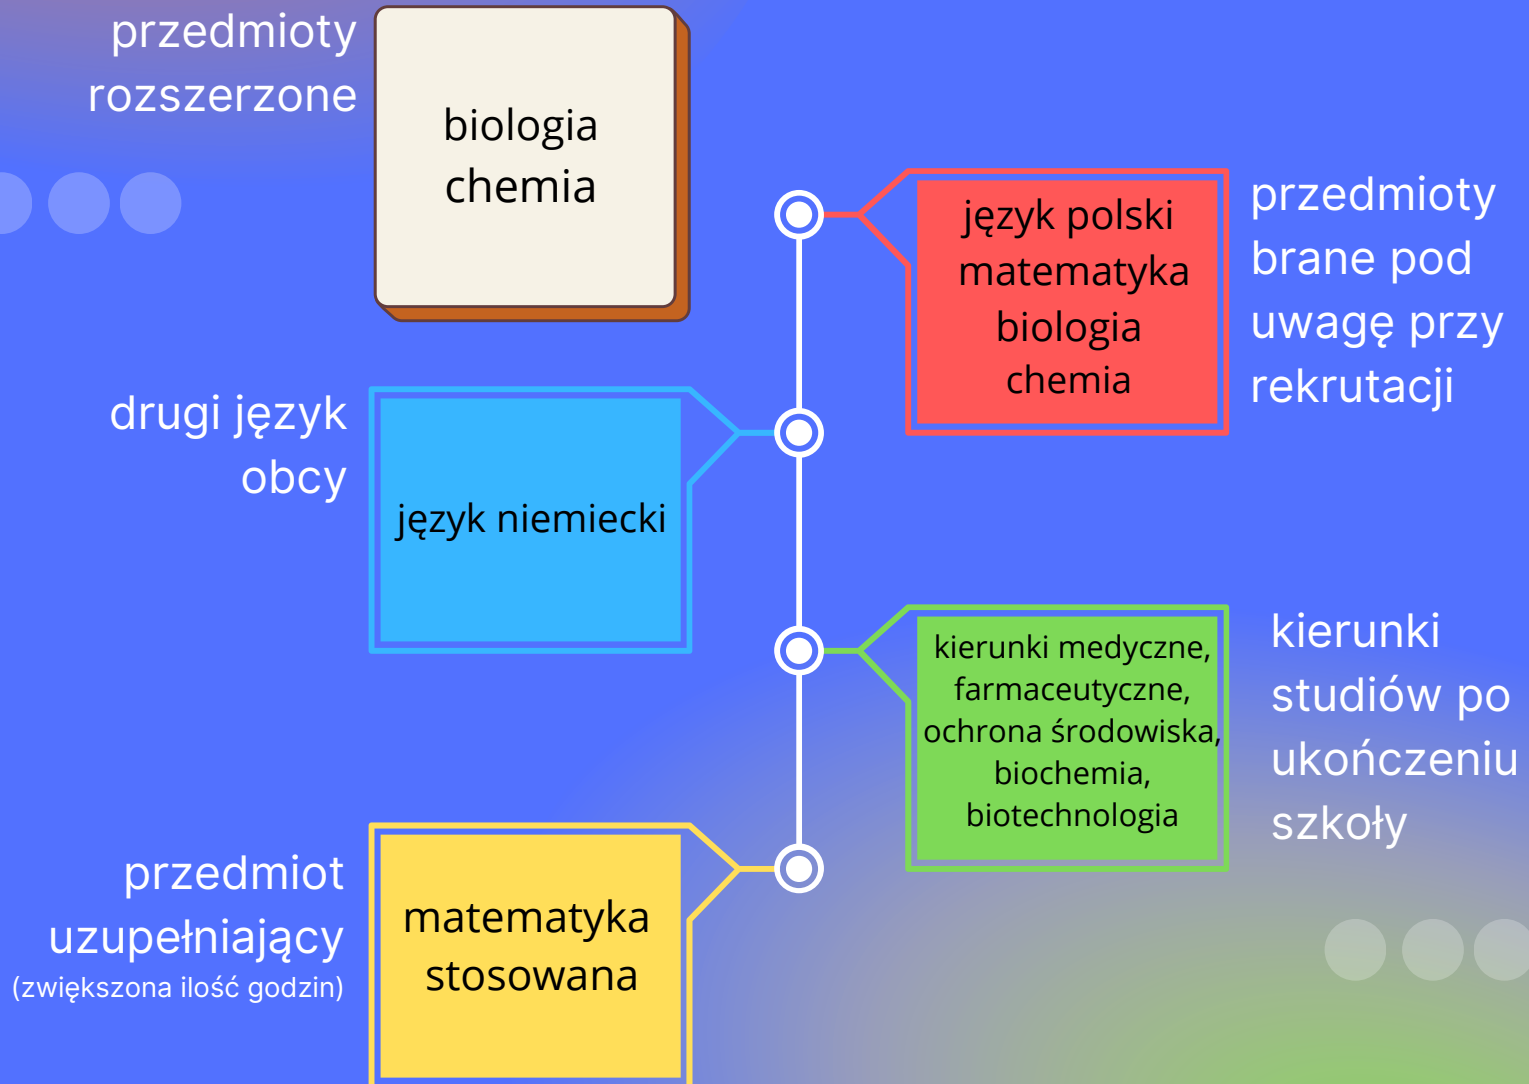 przedmioty
rozszerzone
biologia
chemia
język polski
matematyka
biologia
chemia
przedmioty
brane pod
uwagę przy
rekrutacji
drugi język
obcy
język niemiecki
kierunki medyczne,
farmaceutyczne,
ochrona środowiska,
biochemia,
biotechnologia
kierunki
studiów po
ukończeniu
szkoły
przedmiot
uzupełniający
(zwiększona ilość godzin)
matematyka
stosowana